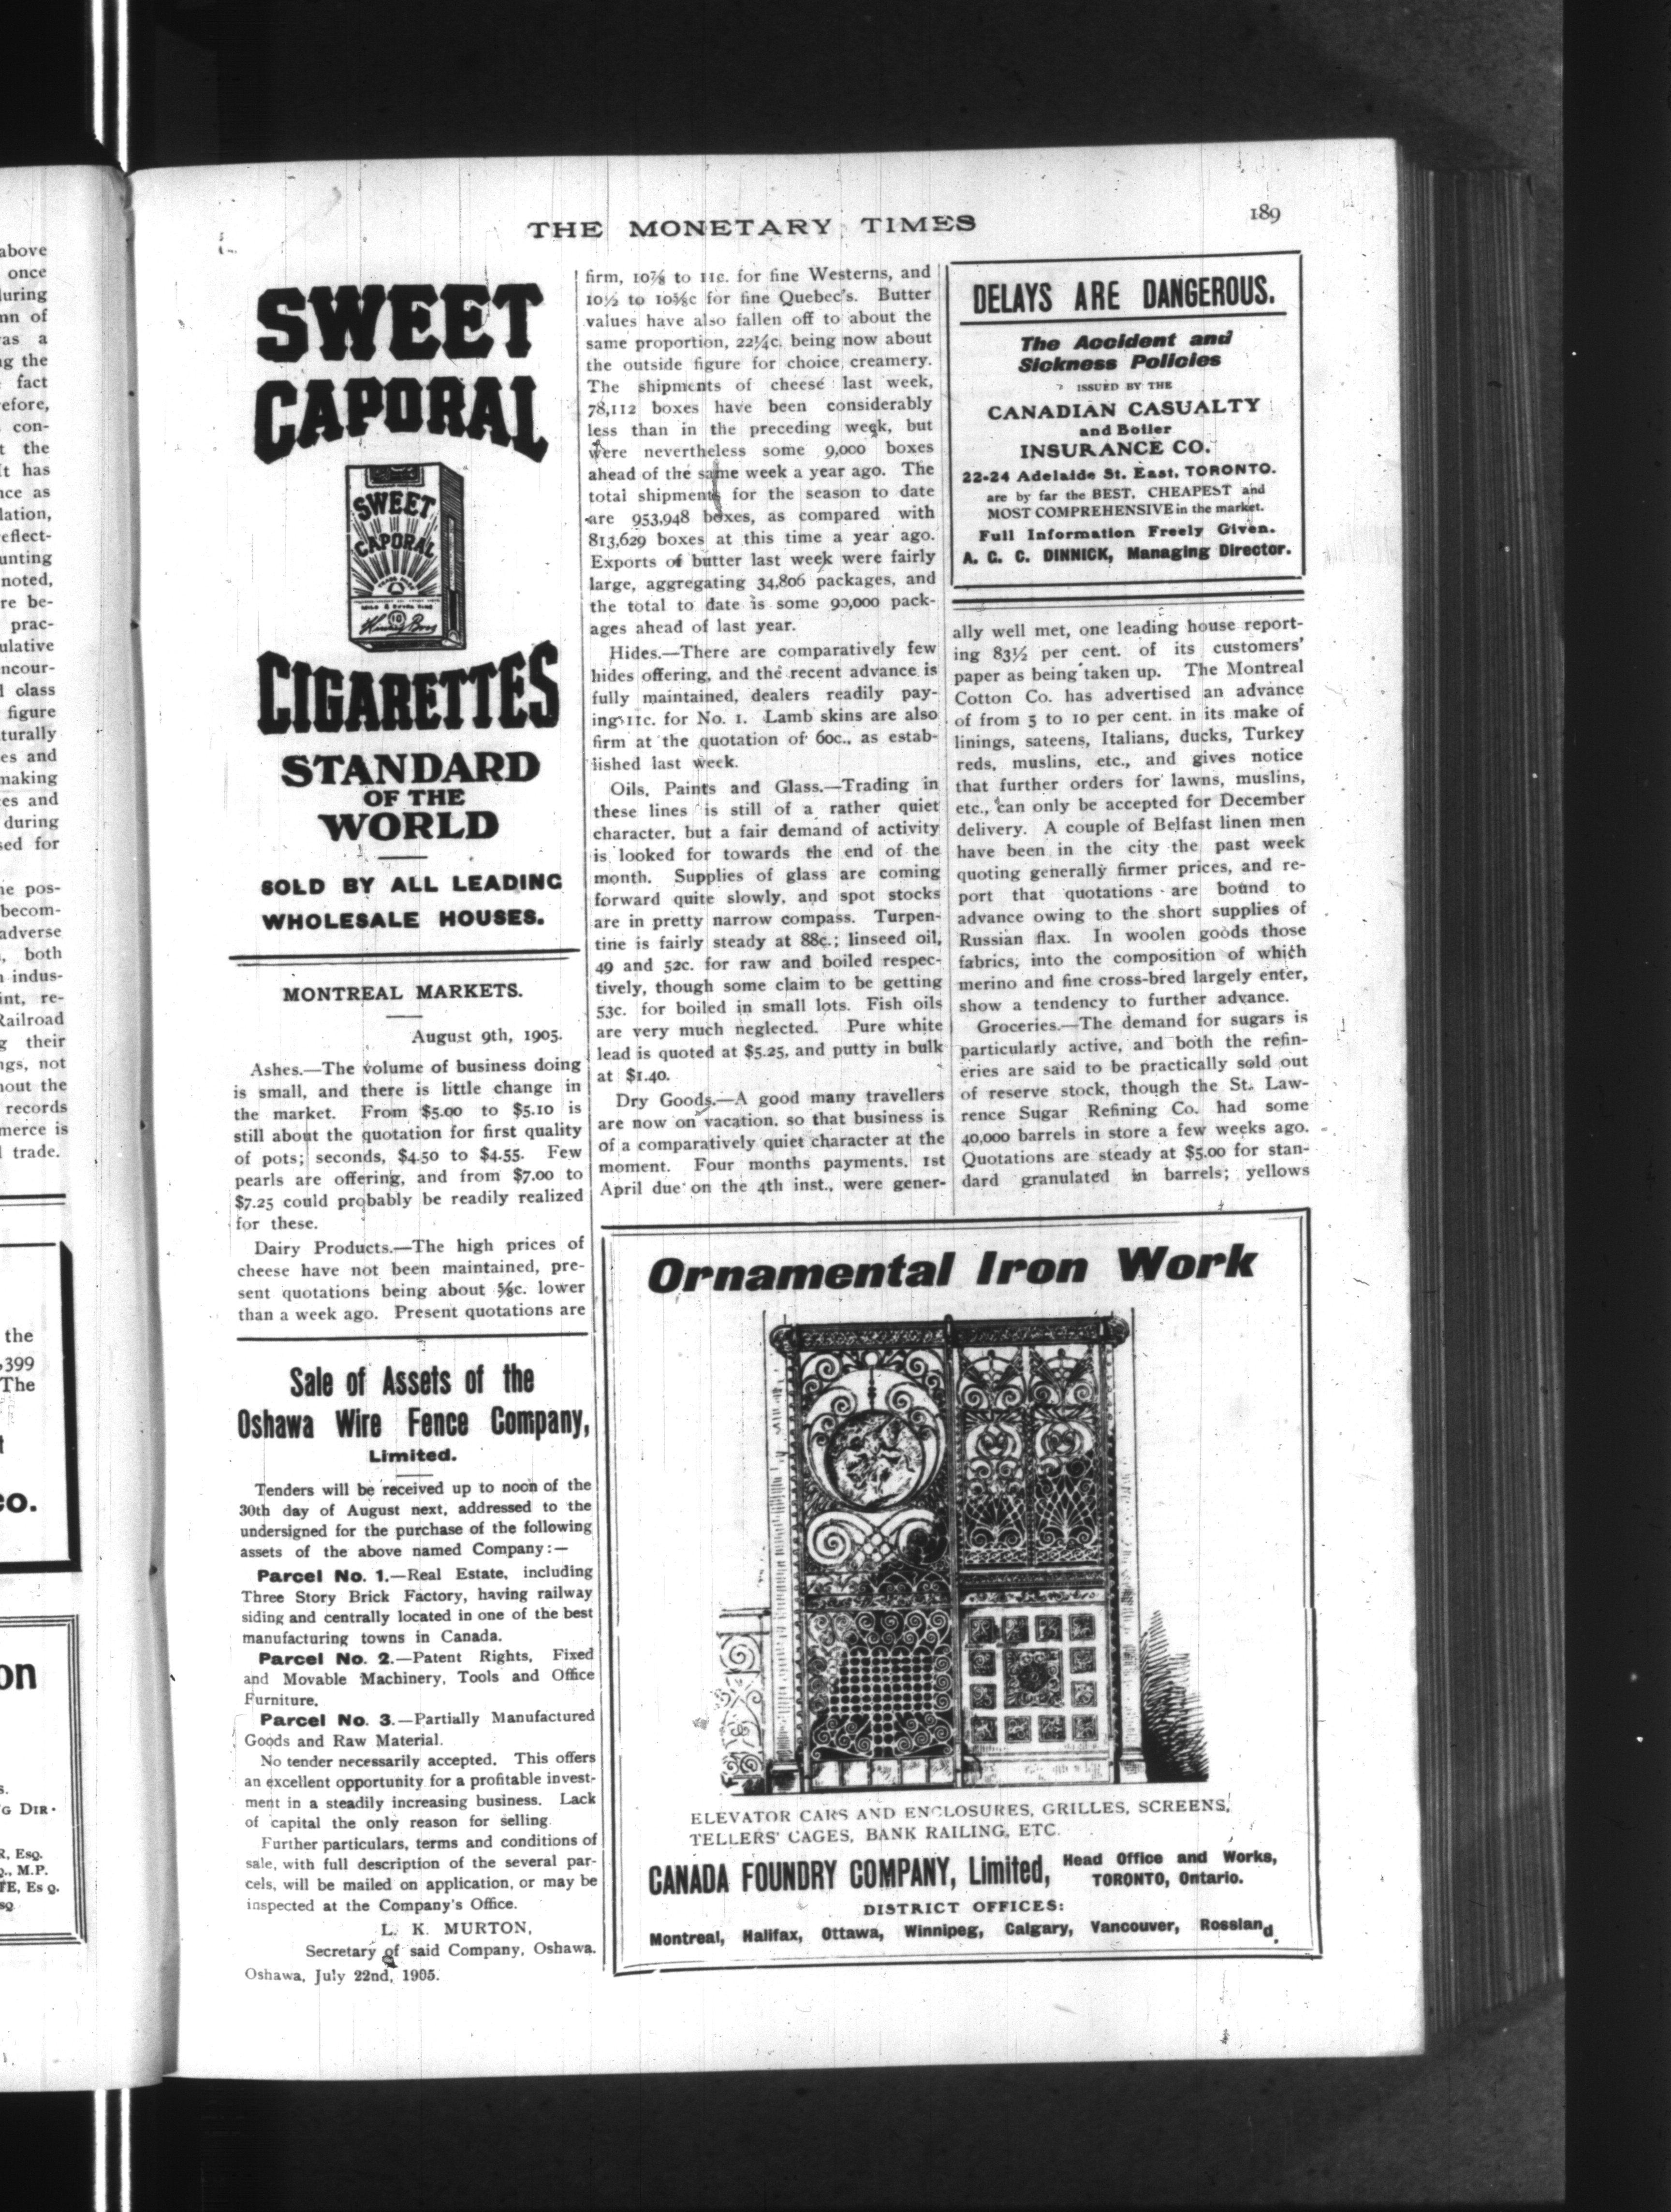 THE MONETARY TIMES
189
SWEET
CAPORAL
SWEET
CAPORAL
CIGARETTES
STANDARD
OF THE
WORLD
SOLD BY ALL LEADING
WHOLESALE HOUSES.
MONTREAL MARKETS.
August 9th, 1905.
Ashes.—The volume of business doing
is small, and there is little change in
the market. From $5.00 to $5.10 is
still about the quotation for first quality
of pots; seconds, $4.50 to $4.55. Few
pearls are offering, and from $7.00 to
$7.25 could probably be readily realized
for these.
Dairy Products.—The high prices of
cheese have not been maintained, pre-
sent quotations being about ⅝c. lower
than a week ago. Present quotations are
Sale of Assets of the
Oshawa Wire Fence Company,
Limited.
Tenders will be received up to noon of the
30th day of August next, addressed to the
undersigned for the purchase of the following
assets of the above named Company:—
Parcel No. 1.—Real Estate, including
Three Story Brick Factory, having railway
siding and centrally located in one of the best
manufacturing towns in Canada.
Parcel No. 2.—Patent Rights, Fixed
and Movable Machinery, Tools and Office
Furniture.
Parcel No. 3.—Partially Manufactured
Goods and Raw Material.
No tender necessarily accepted. This offers
an excellent opportunity for a profitable invest-
ment in a steadily increasing business. Lack
of capital the only reason for selling
Further particulars, terms and conditions of
sale, with full description of the several par-
cels, will be mailed on application, or may be
inspected at the Company's Office.
L. K. MURTON,
Secretary of said Company, Oshawa.
Oshawa, July 22nd, 1905.
firm, 10⅞ to 11c. for fine Westerns, and
10½ to 10⅝c for fine Quebec's. Butter
values have also fallen off to about the
same proportion, 22¼c. being now about
the outside figure for choice creamery.
The shipments of cheese last week,
78,112 boxes have been considerably
less than in the preceding week, but
were nevertheless some 9,000 boxes
ahead of the same week a year ago. The
total shipments for the season to date
are 953,948 boxes, as compared with
813,629 boxes at this time a year ago.
Exports of butter last week were fairly
large, aggregating 34,806 packages, and
the total to date is some 90,000 pack-
ages ahead of last year.
Hides.—There are comparatively few
hides offering, and the recent advance is
fully maintained, dealers readily pay-
ing 11c. for No. 1. Lamb skins are also
firm at the quotation of 60c., as estab-
lished last week.
Oils, Paints and Glass.—Trading in
these lines is still of a rather quiet
character, but a fair demand of activity
is looked for towards the end of the
month. Supplies of glass are coming
forward quite slowly, and spot stocks
are in pretty narrow compass. Turpen-
tine is fairly steady at 88c.; linseed oil,
49 and 52c. for raw and boiled respec-
tively, though some claim to be getting
53c. for boiled in small lots. Fish oils
are very much neglected. Pure white
lead is quoted at $5.25, and putty in bulk
at $1.40.
Dry Goods.—A good many travellers
are now on vacation, so that business is
of a comparatively quiet character at the
moment. Four months payments, 1st
April due on the 4th inst., were gener-
DELAYS ARE DANGEROUS.
The Accident and
Sickness Policies
ISSUED BY THE
CANADIAN CASUALTY
and Boiler
INSURANCE CO.
22-24 Adelaide St. East, TORONTO.
are by far the BEST, CHEAPEST and
MOST COMPREHENSIVE in the market.
Full Information Freely Given.
A. G. C. DINNICK, Managing Director.
ally well met, one leading house report-
ing 83½ per cent. of its customers'
paper as being taken up. The Montreal
Cotton Co. has advertised an advance
of from 5 to 10 per cent. in its make of
linings, sateens, Italians, ducks, Turkey
reds, muslins, etc., and gives notice
that further orders for lawns, muslins,
etc., can only be accepted for December
delivery. A couple of Belfast linen men
have been in the city the past week
quoting generally firmer prices, and re-
port that quotations are bound to
advance owing to the short supplies of
Russian flax. In woolen goods those
fabrics, into the composition of which
merino and fine cross-bred largely enter,
show a tendency to further advance.
Groceries.—The demand for sugars is
particularly active, and both the refin-
eries are said to be practically sold out
of reserve stock, though the St. Law-
rence Sugar Refining Co. had some
40,000 barrels in store a few weeks ago.
Quotations are steady at $5.00 for stan-
dard granulated in barrels; yellows
Ornamental Iron Work
ELEVATOR CARS AND ENCLOSURES, GRILLES, SCREENS,
TELLERS' CAGES, BANK RAILING, ETC.
CANADA FOUNDRY COMPANY, Limited,
Head Office and Works,
TORONTO, Ontario.
DISTRICT OFFICES:
Montreal, Halifax, Ottawa, Winnipeg, Calgary, Vancouver, Rossland.